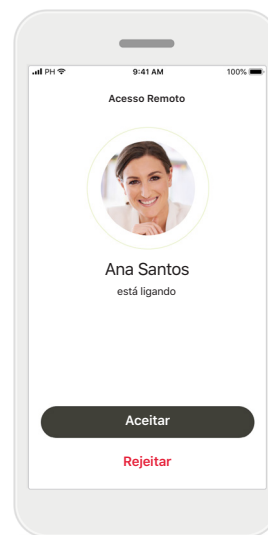 PH 9:41 AM 100%
Acesso Remoto
Ana Santos
está ligando
Aceitar
Rejeitar